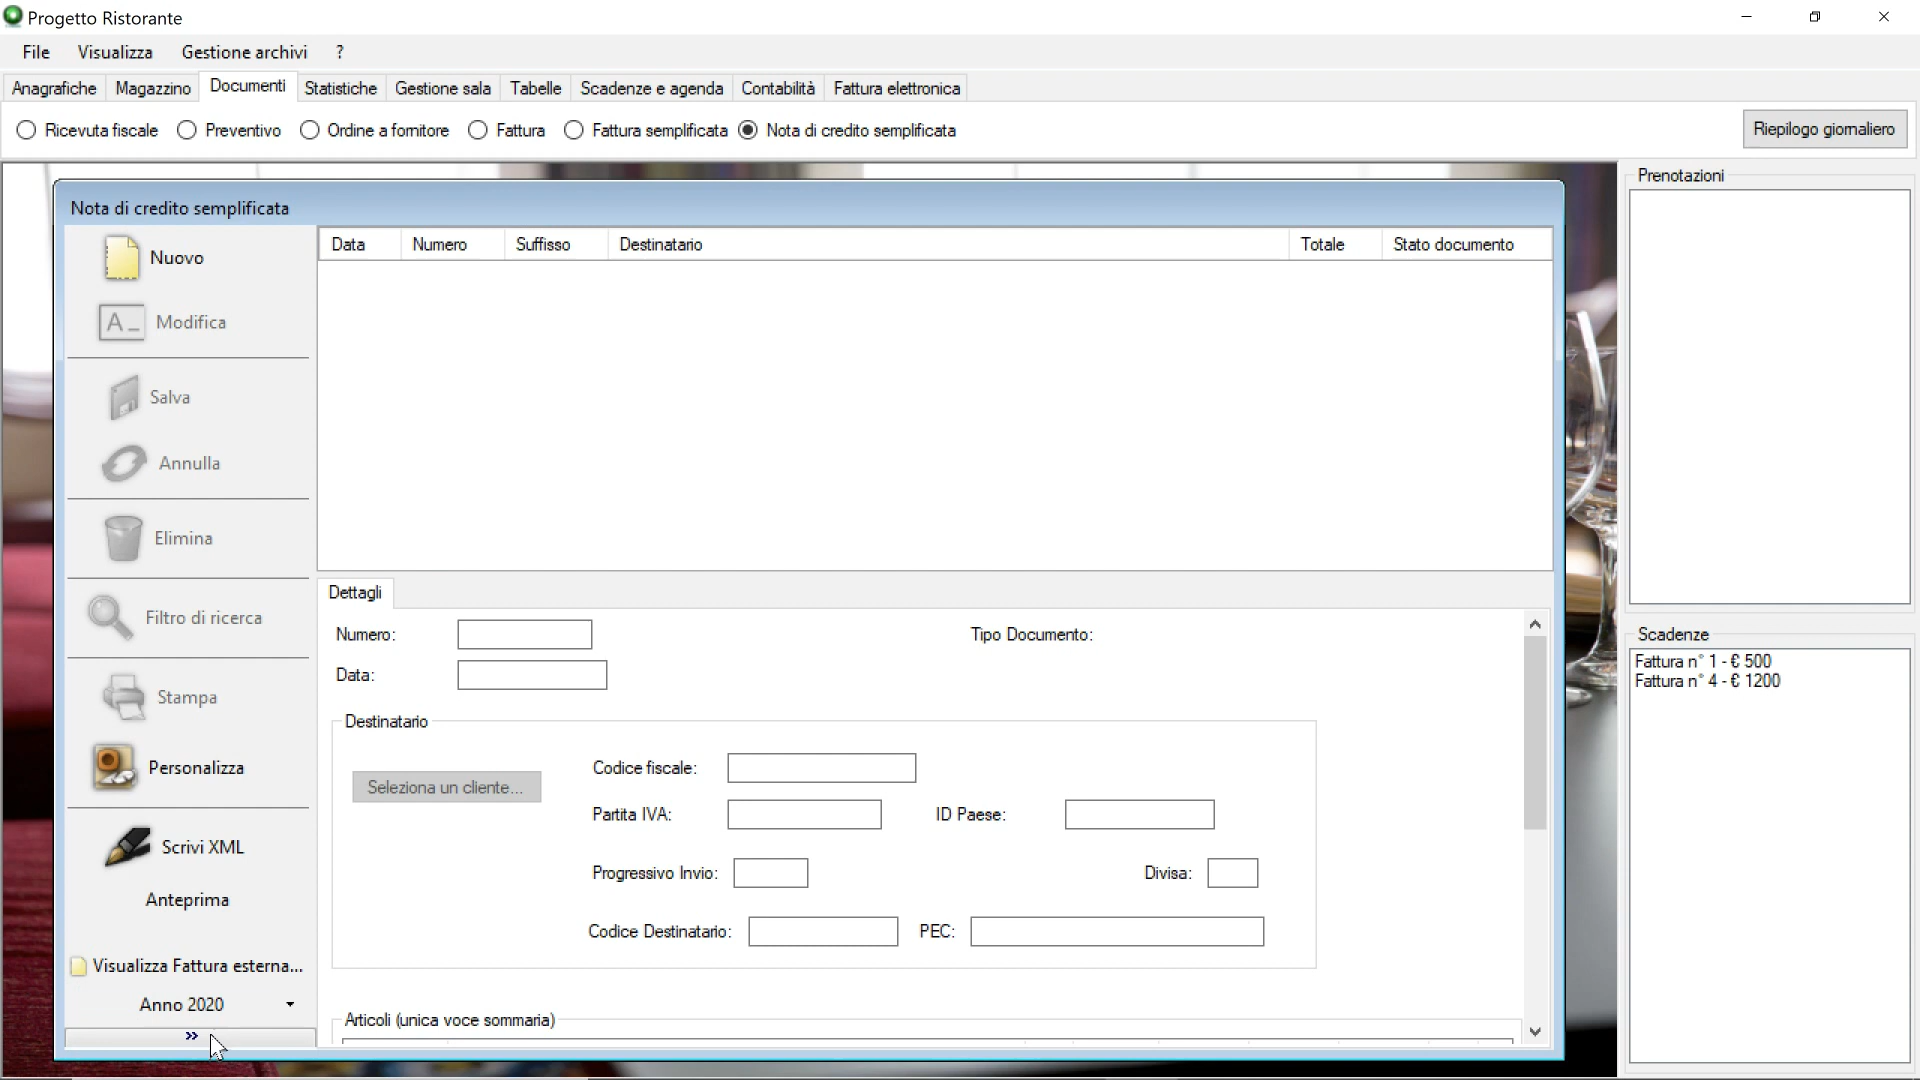 Progetto Ristorante
File Visualizza Gestione archivi ?
Anagrafiche Magazzino Documenti Statistiche Gestione sala Tabelle Scadenze e agenda Contabilità Fattura elettronica
Ricevuta fiscale Preventivo Ordine a fornitore Fattura Fattura semplificata Nota di credito semplificata Riepilogo giornaliero
Nota di credito semplificata
Nuovo
Modifica
Salva
Annulla
Elimina
Filtro di ricerca
Stampa
Personalizza
Scrivi XML
Anteprima
Visualizza Fattura esterna...
Anno 2020
»
Data Numero Suffisso Destinatario Totale Stato documento
Dettagli
Numero: Tipo Documento:
Data:
Destinatario
Seleziona un cliente...
Codice fiscale:
Partita IVA: ID Paese:
Progressivo Invio: Divisa:
Codice Destinatario: PEC:
Articoli (unica voce sommaria)
Prenotazioni
Scadenze
Fattura n° 1 - € 500
Fattura n° 4 - € 1200